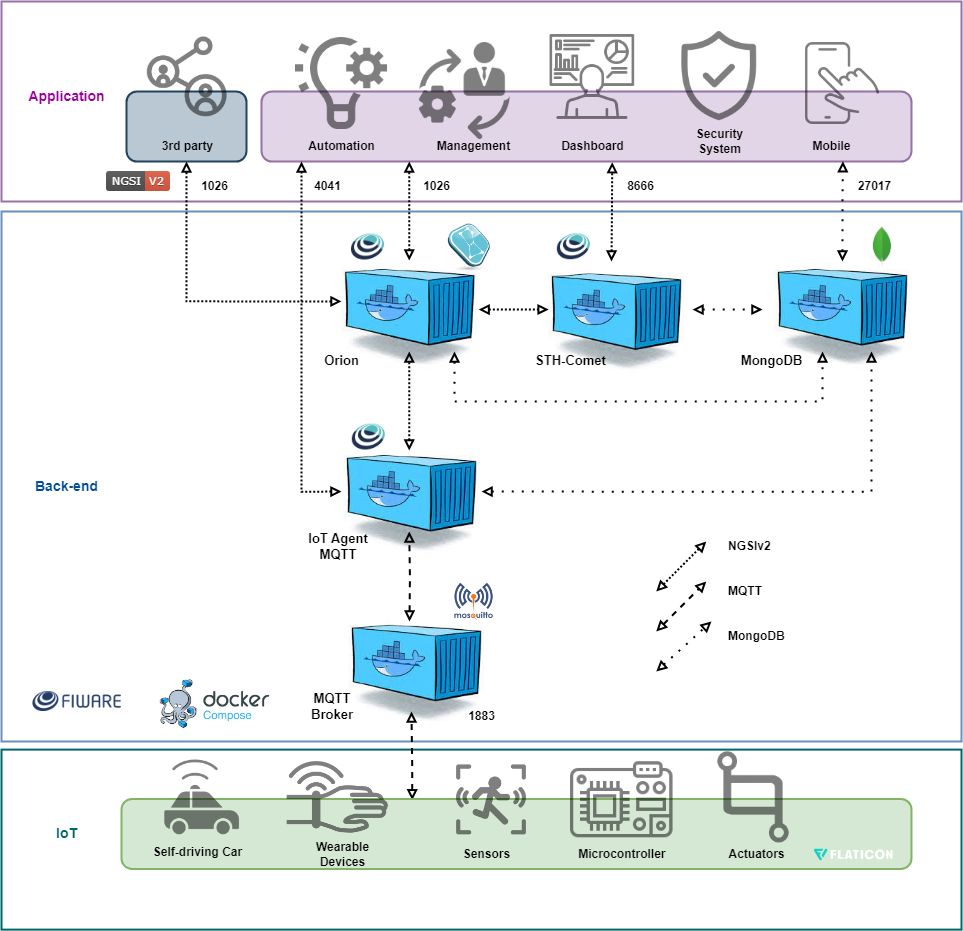 Application
3rd party
Automation
Management
Dashboard
Security
System
Mobile
NGSI V2
1026
4041
1026
8666
27017
Orion
STH-Comet
MongoDB
Back-end
IoT Agent
MQTT
NGSIv2
MQTT
MongoDB
mosquitto
FIWARE
docker
Compose
MQTT
Broker
1883
IoT
Self-driving Car
Wearable
Devices
Sensors
Microcontroller
Actuators
FLATICON